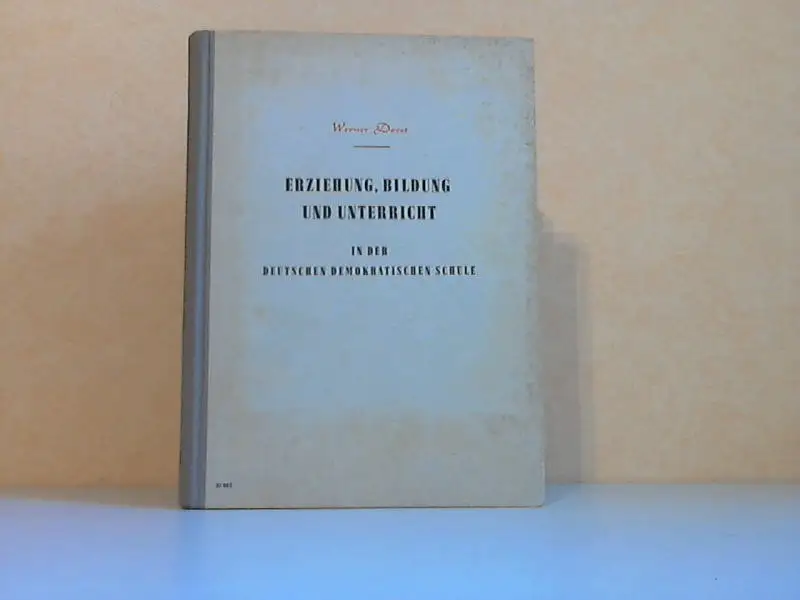 Werner Dorst
ERZIEHUNG, BILDUNG
UND UNTERRICHT
IN DER
DEUTSCHEN DEMOKRATISCHEN SCHULE